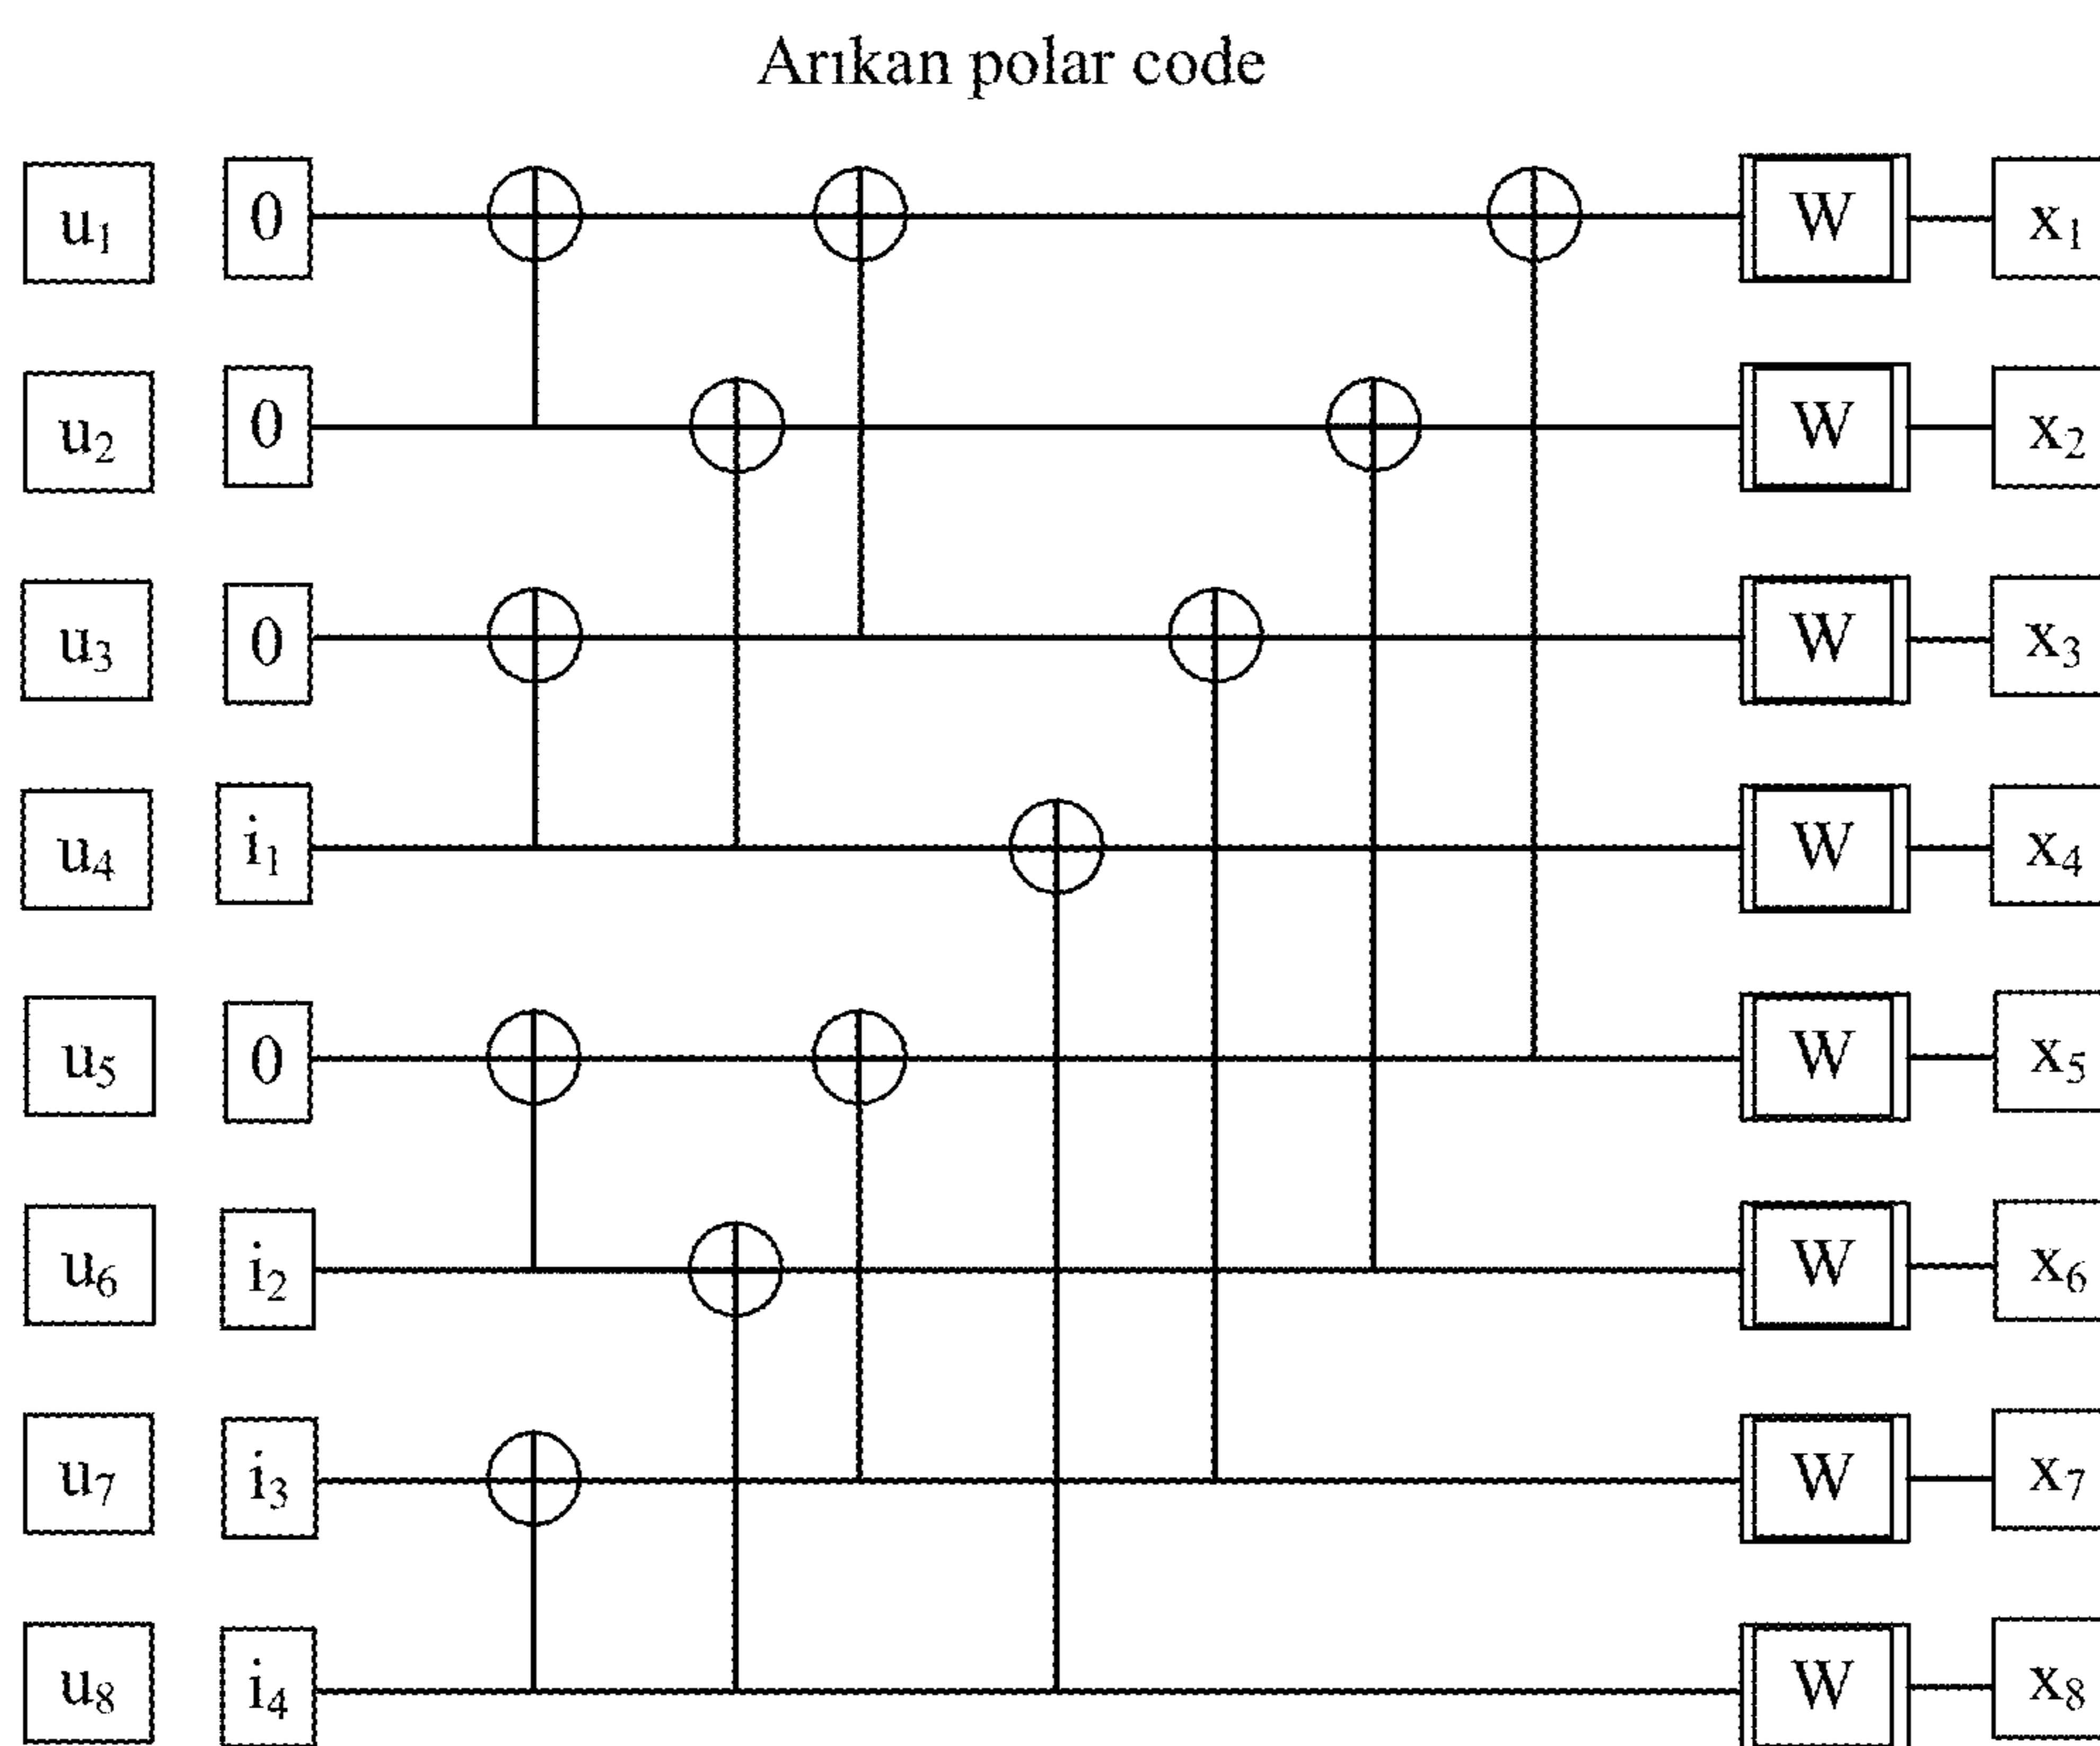 Arıkan polar code
u₁ 0 W x₁
u₂ 0 W x₂
u₃ 0 W x₃
u₄ i₁ W x₄
u₅ 0 W x₅
u₆ i₂ W x₆
u₇ i₃ W x₇
u₈ i₄ W x₈